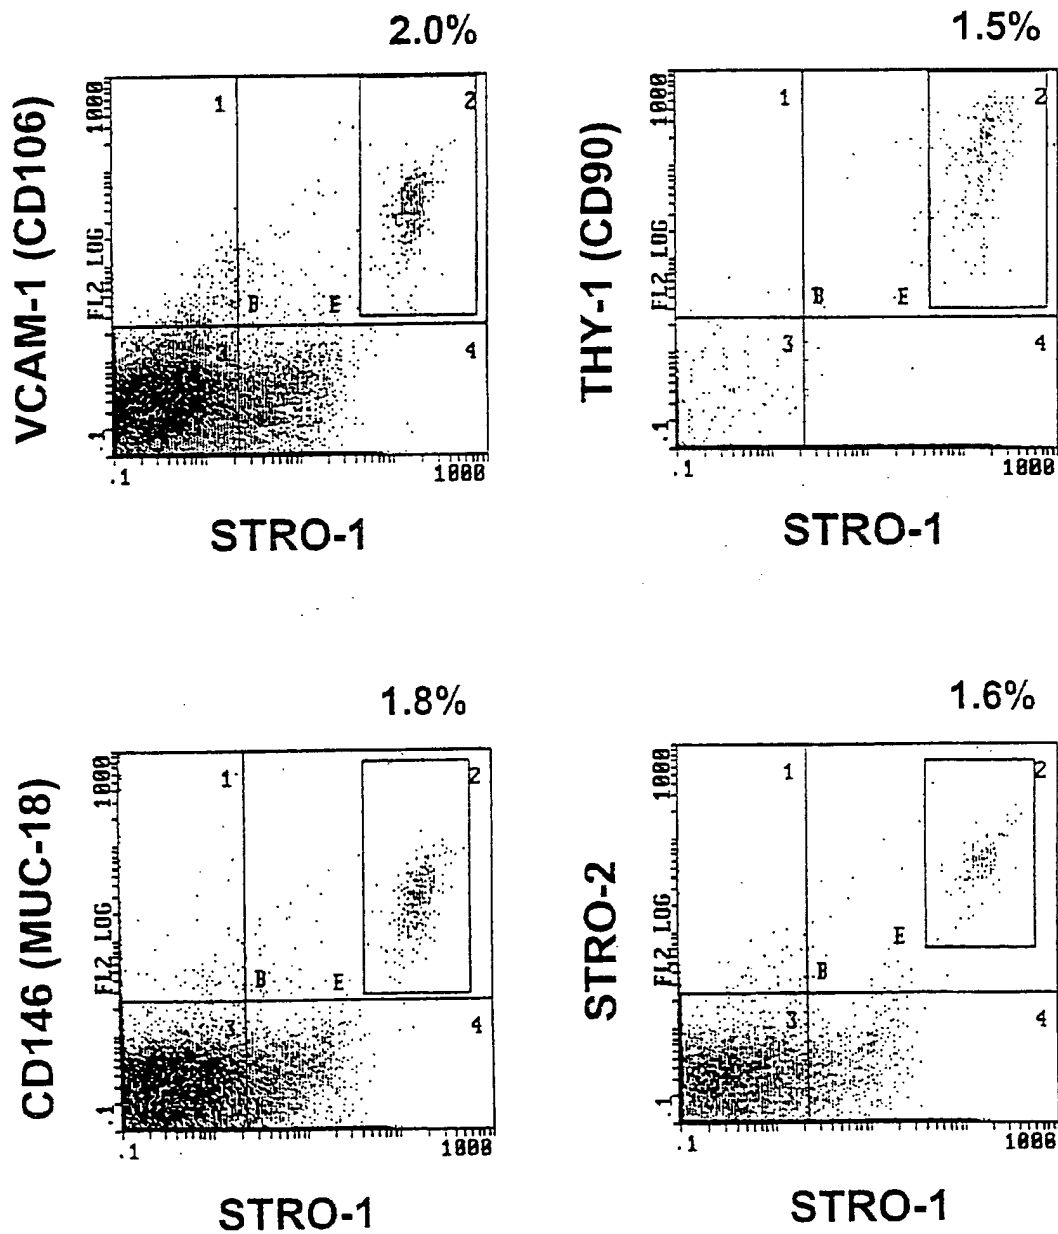 2.0%
VCAM-1 (CD106)
FL2 LOG
1000
.1
1
2
B
E
3
4
.1
1000
STRO-1
1.5%
THY-1 (CD90)
FL2 LOG
1000
.1
1
2
B
E
3
4
.1
1000
STRO-1
1.8%
CD146 (MUC-18)
FL2 LOG
1000
.1
1
2
B
E
3
4
.1
1000
STRO-1
1.6%
STRO-2
FL2 LOG
1000
.1
1
2
E
B
3
4
.1
1000
STRO-1